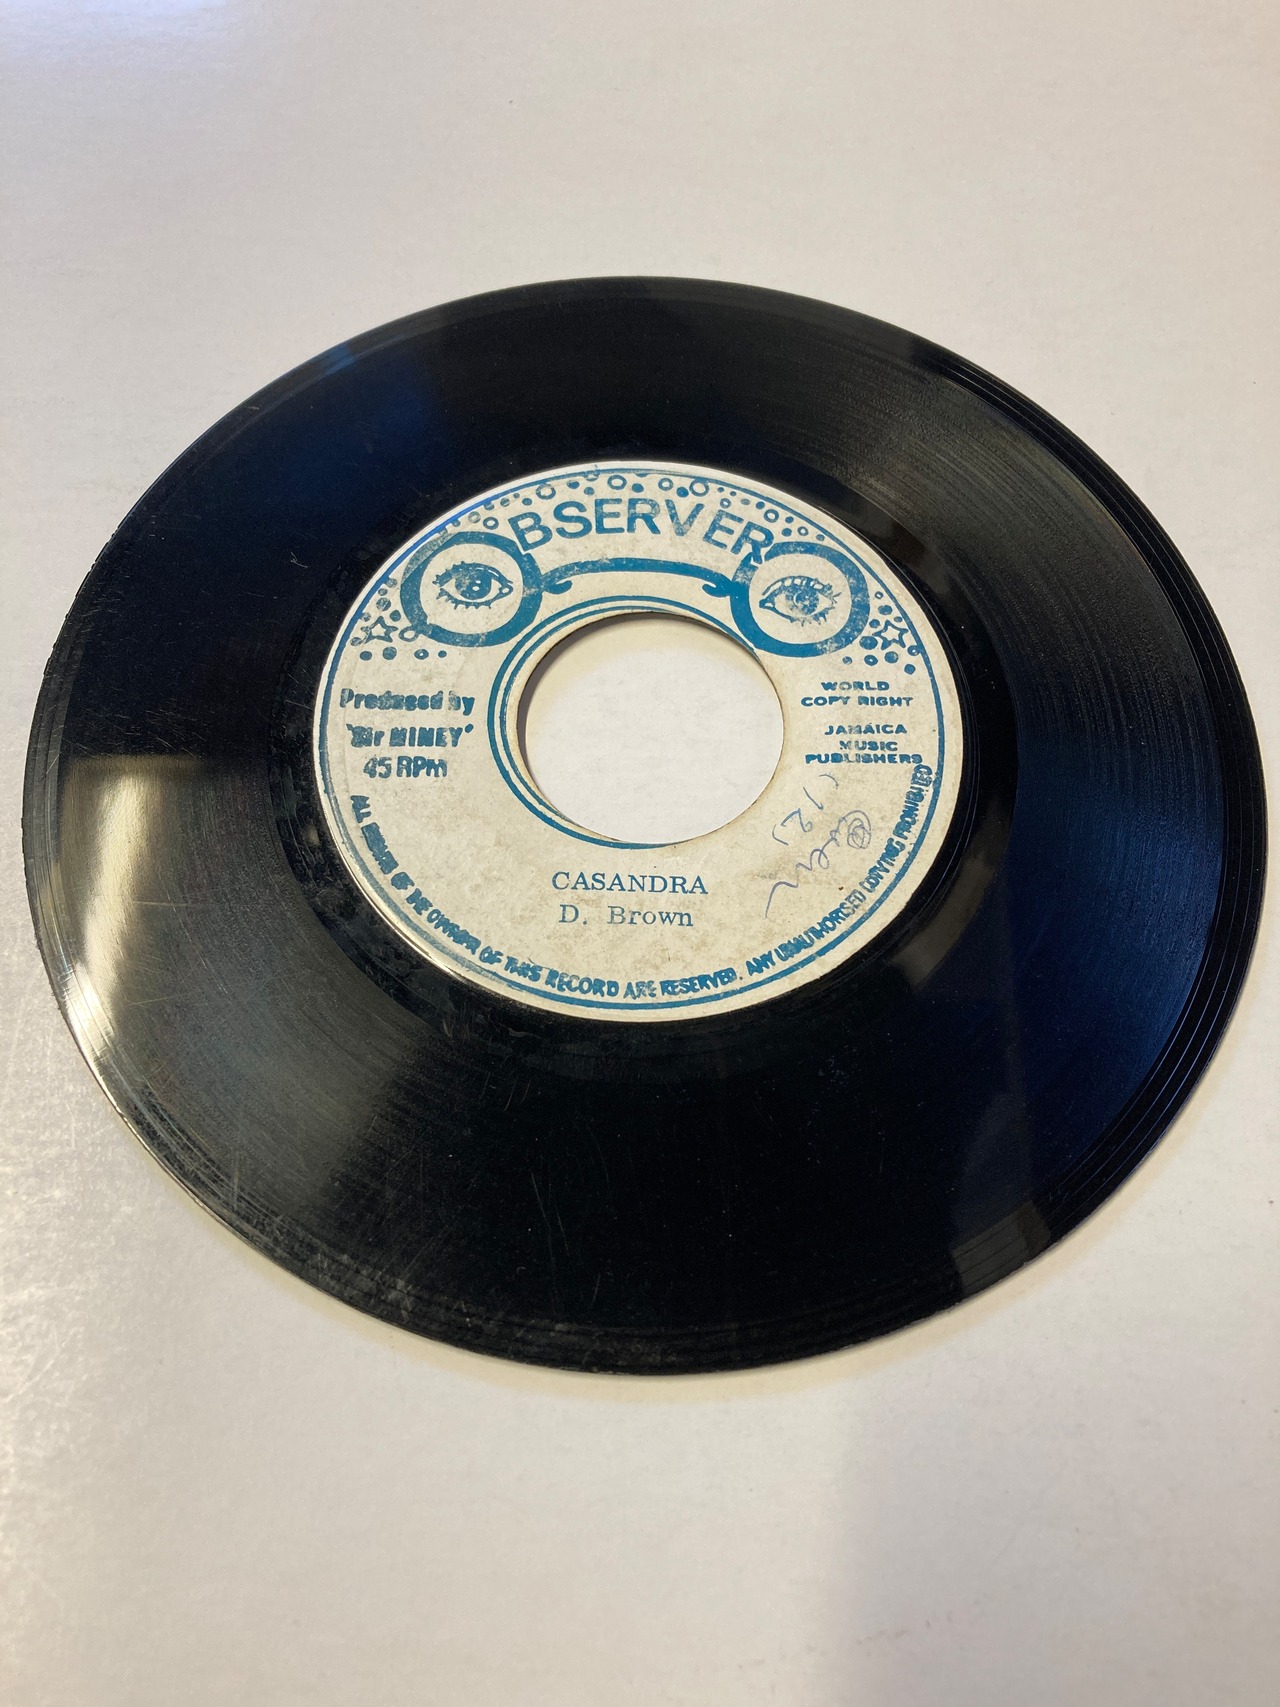 OBSERVER
Produced by
"Sir NINEY"
45 RPM
WORLD
COPY RIGHT
JAMAICA
MUSIC
PUBLISHERS
CASANDRA
D. Brown
ALL RIGHTS OF THE OWNER OF THIS RECORD ARE RESERVED. ANY UNAUTHORISED COPYING PROHIBITED